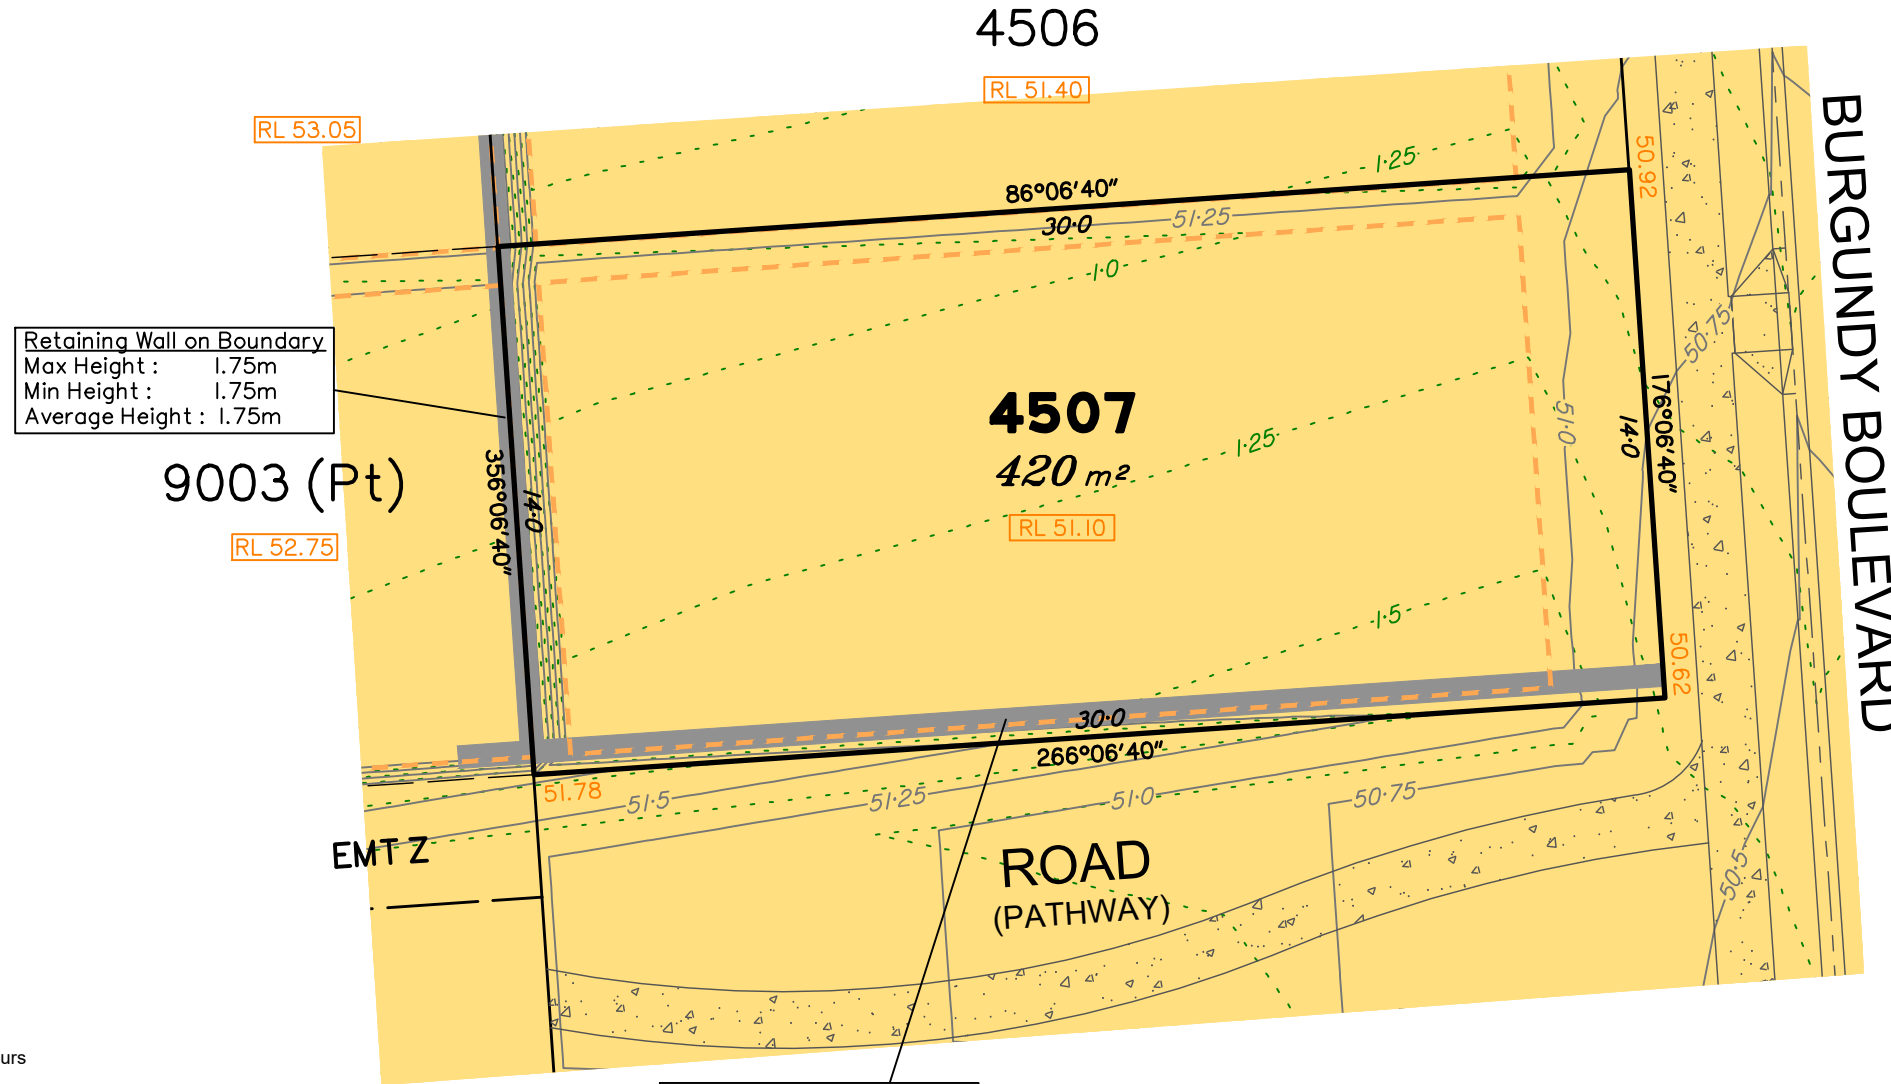 4506
RL 51.40
RL 53.05
BURGUNDY BOULEVARD
50.92
1·25
86°06'40"
30·0
51·25
1·0
Retaining Wall on Boundary
Max Height : 1.75m
Min Height : 1.75m
Average Height : 1.75m
50·75
4507
420 m²
1·25
51·0
14·0
176°06'40"
9003 (Pt)
356°06'40"
14·0
RL 51.10
RL 52.75
1·5
50.62
30·0
266°06'40"
51.78
51·5
51·25
51·0
50·75
EMT Z
ROAD
(PATHWAY)
50·5
urs